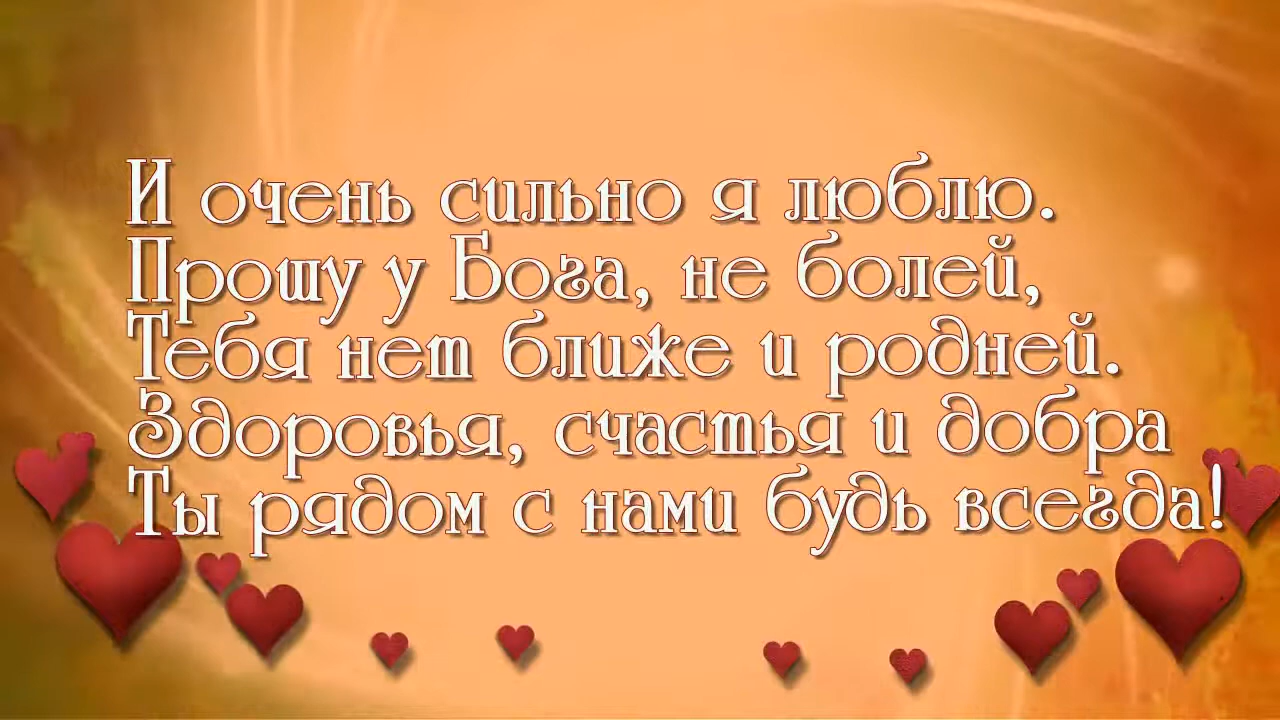 И очень сильно я люблю.
Прошу у Бога, не болей,
Тебя нет ближе и родней.
Здоровья, счастья и добра
Ты рядом с нами будь всегда!